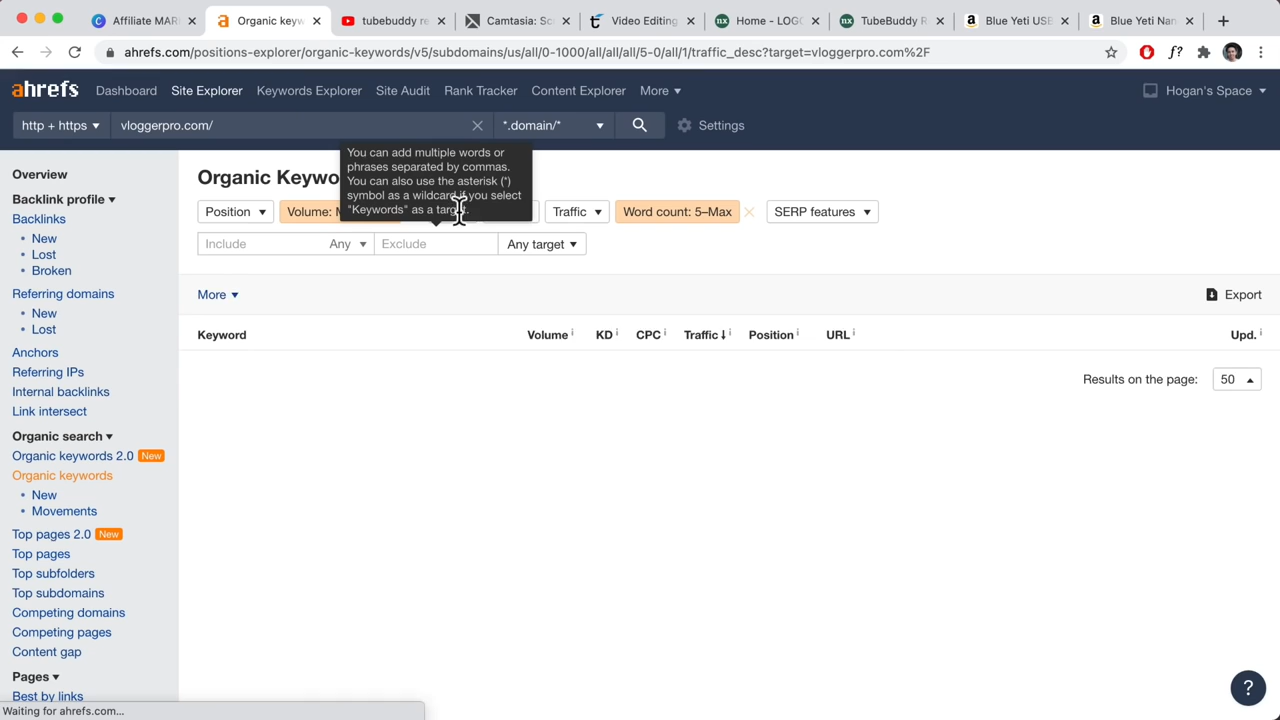 Affiliate MAR
Organic keyw
tubebuddy re
Camtasia: Sc
Video Editing
Home - LOGO
TubeBuddy R
Blue Yeti USB
Blue Yeti Nan
ahrefs.com/positions-explorer/organic-keywords/v5/subdomains/us/all/0-1000/all/all/all/5-0/all/1/traffic_desc?target=vloggerpro.com%2F
f?
ahrefs
Dashboard
Site Explorer
Keywords Explorer
Site Audit
Rank Tracker
Content Explorer
More
Hogan's Space
http + https
vloggerpro.com/
*.domain/*
Settings
You can add multiple words or
phrases separated by commas.
You can also use the asterisk (*)
symbol as a wildcard if you select
"Keywords" as a target.
Overview
Backlink profile
Backlinks
• New
• Lost
• Broken
Referring domains
• New
• Lost
Anchors
Referring IPs
Internal backlinks
Link intersect
Organic search
Organic keywords 2.0 New
Organic keywords
• New
• Movements
Top pages 2.0 New
Top pages
Top subfolders
Top subdomains
Competing domains
Competing pages
Content gap
Pages
Best by links
Organic Keywo
Position
Volume:
Traffic
Word count: 5–Max
SERP features
Include
Any
Exclude
Any target
More
Export
Keyword
Volume i
KD i
CPC i
Traffic↓ i
Position i
URL i
Upd. i
Results on the page:
50
?
Waiting for ahrefs.com...